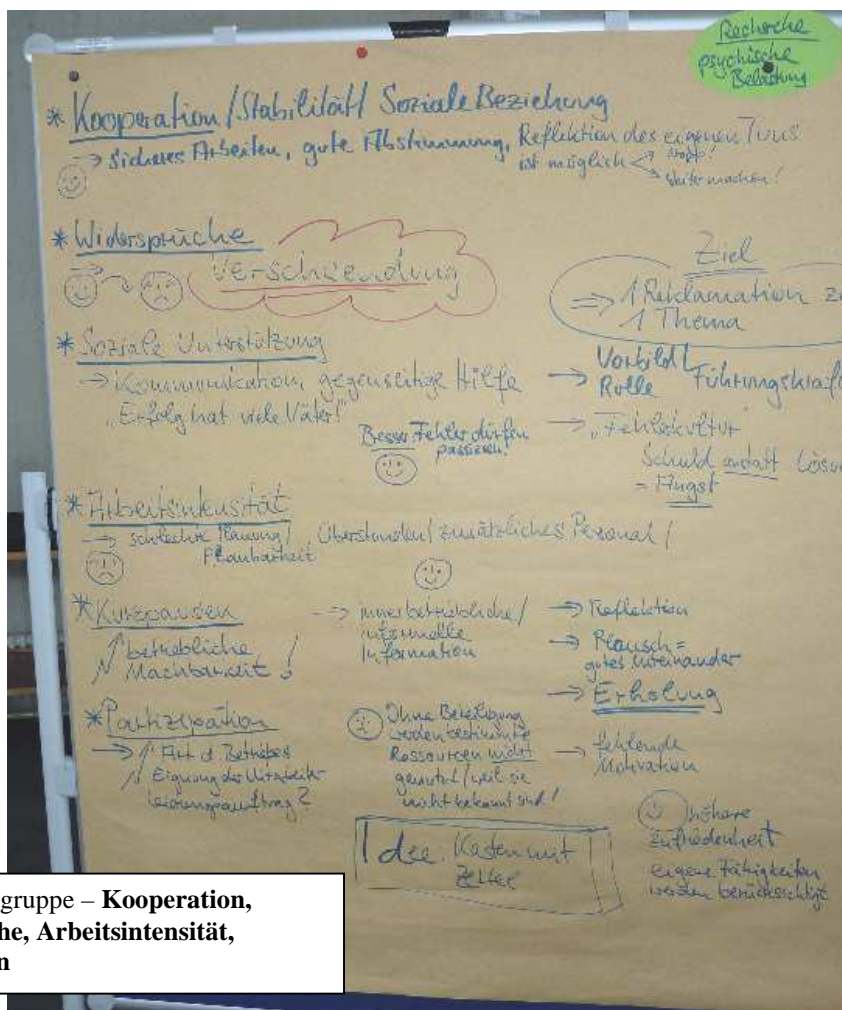 Recherche
psychische
Belastung
* Kooperation / Stabilität / Soziale Beziehung
→ Sicheres Arbeiten, gute Abstimmung, Reflektion des eigenen Tuns
ist möglich → stopp!
→ weiter machen!
* Widersprüche
Verschwendung
Ziel
⇒ 1 Reklamation
1 Thema
* Soziale Unterstützung
→ Kommunikation, gegenseitige Hilfe
„Erfolg hat viele Väter!"
→ Vorbild /
Rolle Führungskraf
Besser: Fehler dürfen
passieren!
→ „Fehlerkultur"
Schuld anstatt Lösu
= Angst
* Arbeitsintensität
→ schlechte Planung / Überstunden / zusätzliches Personal /
Planbarkeit
* Kurzpausen
betriebliche
Machbarkeit !
→ innerbetriebliche /
informelle
Information
→ Reflektion
→ Plausch =
gutes Miteinander
→ Erholung
* Partizipation
→ Art d. Betriebes
Eignung der Mitarbeiter
?
Ohne Beteiligung
werden bestimmte
Ressourcen nicht
genutzt / weil sie
nicht bekannt sind!
→ fehlende
Motivation
höhere
Zufriedenheit
eigene Fähigkeiten
werden berücksichtigt
Idee: Kasten mit
Zettel
gruppe – Kooperation,
he, Arbeitsintensität,
n